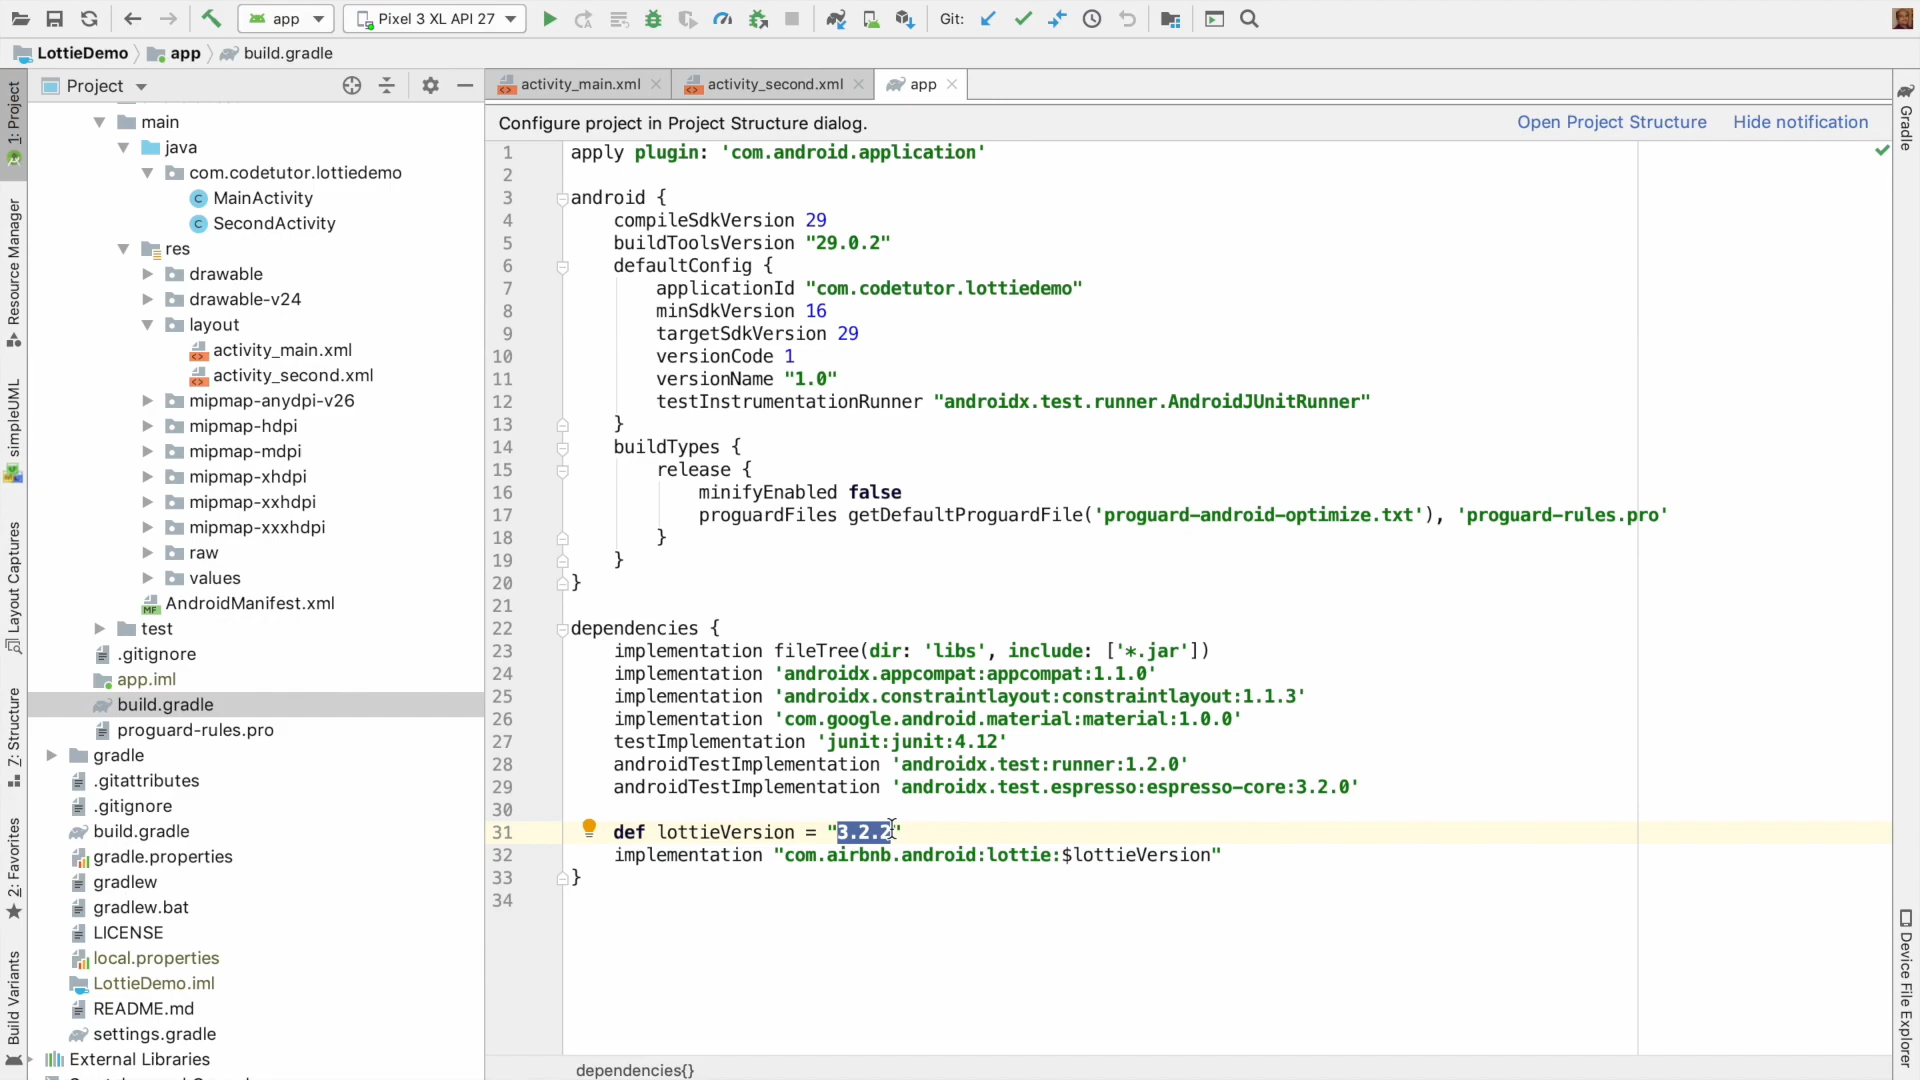 app
Pixel 3 XL API 27
Git:
LottieDemo
app
build.gradle
1: Project
Resource Manager
simpleUML
Layout Captures
7: Structure
2: Favorites
Build Variants
Project
main
java
com.codetutor.lottiedemo
MainActivity
SecondActivity
res
drawable
drawable-v24
layout
activity_main.xml
activity_second.xml
mipmap-anydpi-v26
mipmap-hdpi
mipmap-mdpi
mipmap-xhdpi
mipmap-xxhdpi
mipmap-xxxhdpi
raw
values
AndroidManifest.xml
test
.gitignore
app.iml
build.gradle
proguard-rules.pro
gradle
.gitattributes
.gitignore
build.gradle
gradle.properties
gradlew
gradlew.bat
LICENSE
local.properties
LottieDemo.iml
README.md
settings.gradle
External Libraries
activity_main.xml
activity_second.xml
app
Configure project in Project Structure dialog.
Open Project Structure
Hide notification
1 apply plugin: 'com.android.application'
2
3 android {
4 compileSdkVersion 29
5 buildToolsVersion "29.0.2"
6 defaultConfig {
7 applicationId "com.codetutor.lottiedemo"
8 minSdkVersion 16
9 targetSdkVersion 29
10 versionCode 1
11 versionName "1.0"
12 testInstrumentationRunner "androidx.test.runner.AndroidJUnitRunner"
13 }
14 buildTypes {
15 release {
16 minifyEnabled false
17 proguardFiles getDefaultProguardFile('proguard-android-optimize.txt'), 'proguard-rules.pro'
18 }
19 }
20 }
21
22 dependencies {
23 implementation fileTree(dir: 'libs', include: ['*.jar'])
24 implementation 'androidx.appcompat:appcompat:1.1.0'
25 implementation 'androidx.constraintlayout:constraintlayout:1.1.3'
26 implementation 'com.google.android.material:material:1.0.0'
27 testImplementation 'junit:junit:4.12'
28 androidTestImplementation 'androidx.test:runner:1.2.0'
29 androidTestImplementation 'androidx.test.espresso:espresso-core:3.2.0'
30
31 def lottieVersion = "3.2.2"
32 implementation "com.airbnb.android:lottie:$lottieVersion"
33 }
34
dependencies{}
Gradle
Device File Explorer